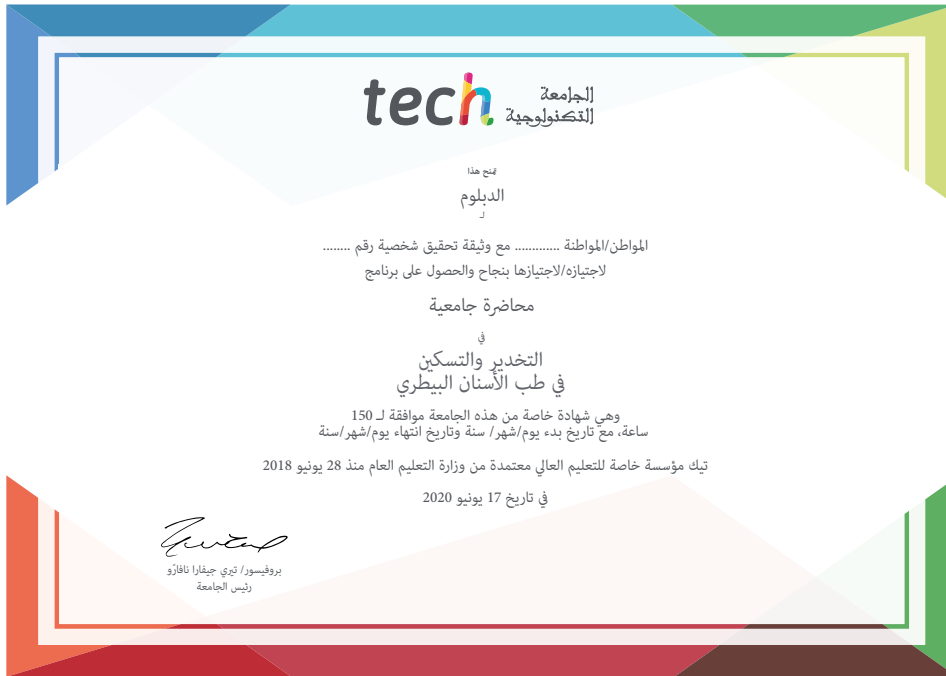 tech الجامعة
التكنولوجية
يمنح هذا
الدبلوم
لـ
المواطن/المواطنة ............ مع وثيقة تحقيق شخصية رقم ........
لاجتيازه/لاجتيازها بنجاح والحصول على برنامج
محاضرة جامعية
في
التخدير والتسكين
في طب الأسنان البيطري
وهي شهادة خاصة من هذه الجامعة موافقة لـ 150
ساعة، مع تاريخ بدء يوم/شهر/ سنة وتاريخ انتهاء يوم/شهر/سنة
تيك مؤسسة خاصة للتعليم العالي معتمدة من وزارة التعليم العام منذ 28 يونيو 2018
في تاريخ 17 يونيو 2020
بروفيسور/ تيري جيفارا نافارّو
رئيس الجامعة